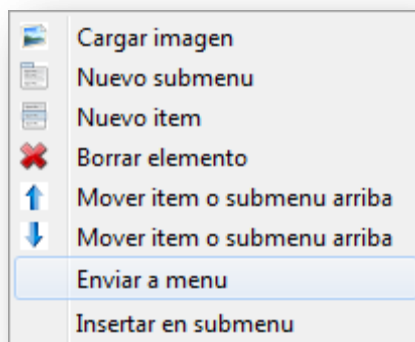 Cargar imagen
Nuevo submenu
Nuevo item
Borrar elemento
Mover item o submenu arriba
Mover item o submenu arriba
Enviar a menu
Insertar en submenu